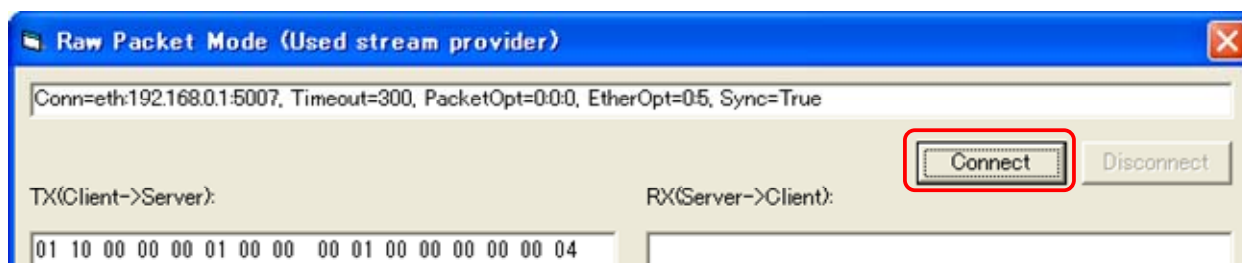 Raw Packet Mode (Used stream provider)
Conn=eth:192.168.0.1:5007, Timeout=300, PacketOpt=0:0:0, EtherOpt=0:5, Sync=True
Connect Disconnect
TX(Client->Server): RX(Server->Client):
01 10 00 00 00 01 00 00  00 01 00 00 00 00 00 04